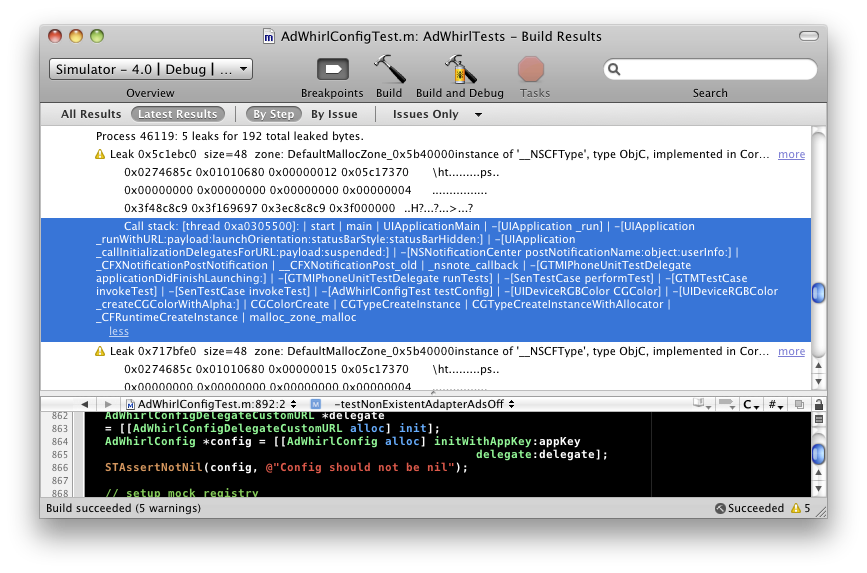 AdWhirlConfigTest.m: AdWhirlTests – Build Results
Simulator – 4.0 | Debug | ...
Overview
Breakpoints
Build
Build and Debug
Tasks
Search
All Results
Latest Results
By Step
By Issue
Issues Only
Process 46119: 5 leaks for 192 total leaked bytes.
Leak 0x5c1ebc0  size=48  zone: DefaultMallocZone_0x5b40000instance of '__NSCFType', type ObjC, implemented in Cor... more
0x0274685c 0x01010680 0x00000012 0x05c17370 \ht.........ps..
0x00000000 0x00000000 0x00000000 0x00000004 ................
0x3f48c8c9 0x3f169697 0x3ec8c8c9 0x3f000000 ..H?...?...>...?
Call stack: [thread 0xa0305500]: | start | main | UIApplicationMain | -[UIApplication _run] | -[UIApplication
_runWithURL:payload:launchOrientation:statusBarStyle:statusBarHidden:] | -[UIApplication
_callInitializationDelegatesForURL:payload:suspended:] | -[NSNotificationCenter postNotificationName:object:userInfo:] |
_CFXNotificationPostNotification | __CFXNotificationPost_old | _nsnote_callback | -[GTMIPhoneUnitTestDelegate
applicationDidFinishLaunching:] | -[GTMIPhoneUnitTestDelegate runTests] | -[SenTestCase performTest] | -[GTMTestCase
invokeTest] | -[SenTestCase invokeTest] | -[AdWhirlConfigTest testConfig] | -[UIDeviceRGBColor CGColor] | -[UIDeviceRGBColor
_createCGColorWithAlpha:] | CGColorCreate | CGTypeCreateInstance | CGTypeCreateInstanceWithAllocator |
_CFRuntimeCreateInstance | malloc_zone_malloc
less
Leak 0x717bfe0  size=48  zone: DefaultMallocZone_0x5b40000instance of '__NSCFType', type ObjC, implemented in Cor... more
0x0274685c 0x01010680 0x00000015 0x05c17370 \ht.........ps..
0x00000000 0x00000000 0x00000000 0x00000004 ................
AdWhirlConfigTest.m:892:2
M
-testNonExistentAdapterAdsOff
C
#
862 AdWhirlConfigDelegateCustomURL *delegate
863 = [[AdWhirlConfigDelegateCustomURL alloc] init];
864 AdWhirlConfig *config = [[AdWhirlConfig alloc] initWithAppKey:appKey
865 delegate:delegate];
866 STAssertNotNil(config, @"Config should not be nil");
867
868 // setup mock registry
Build succeeded (5 warnings)
Succeeded
5